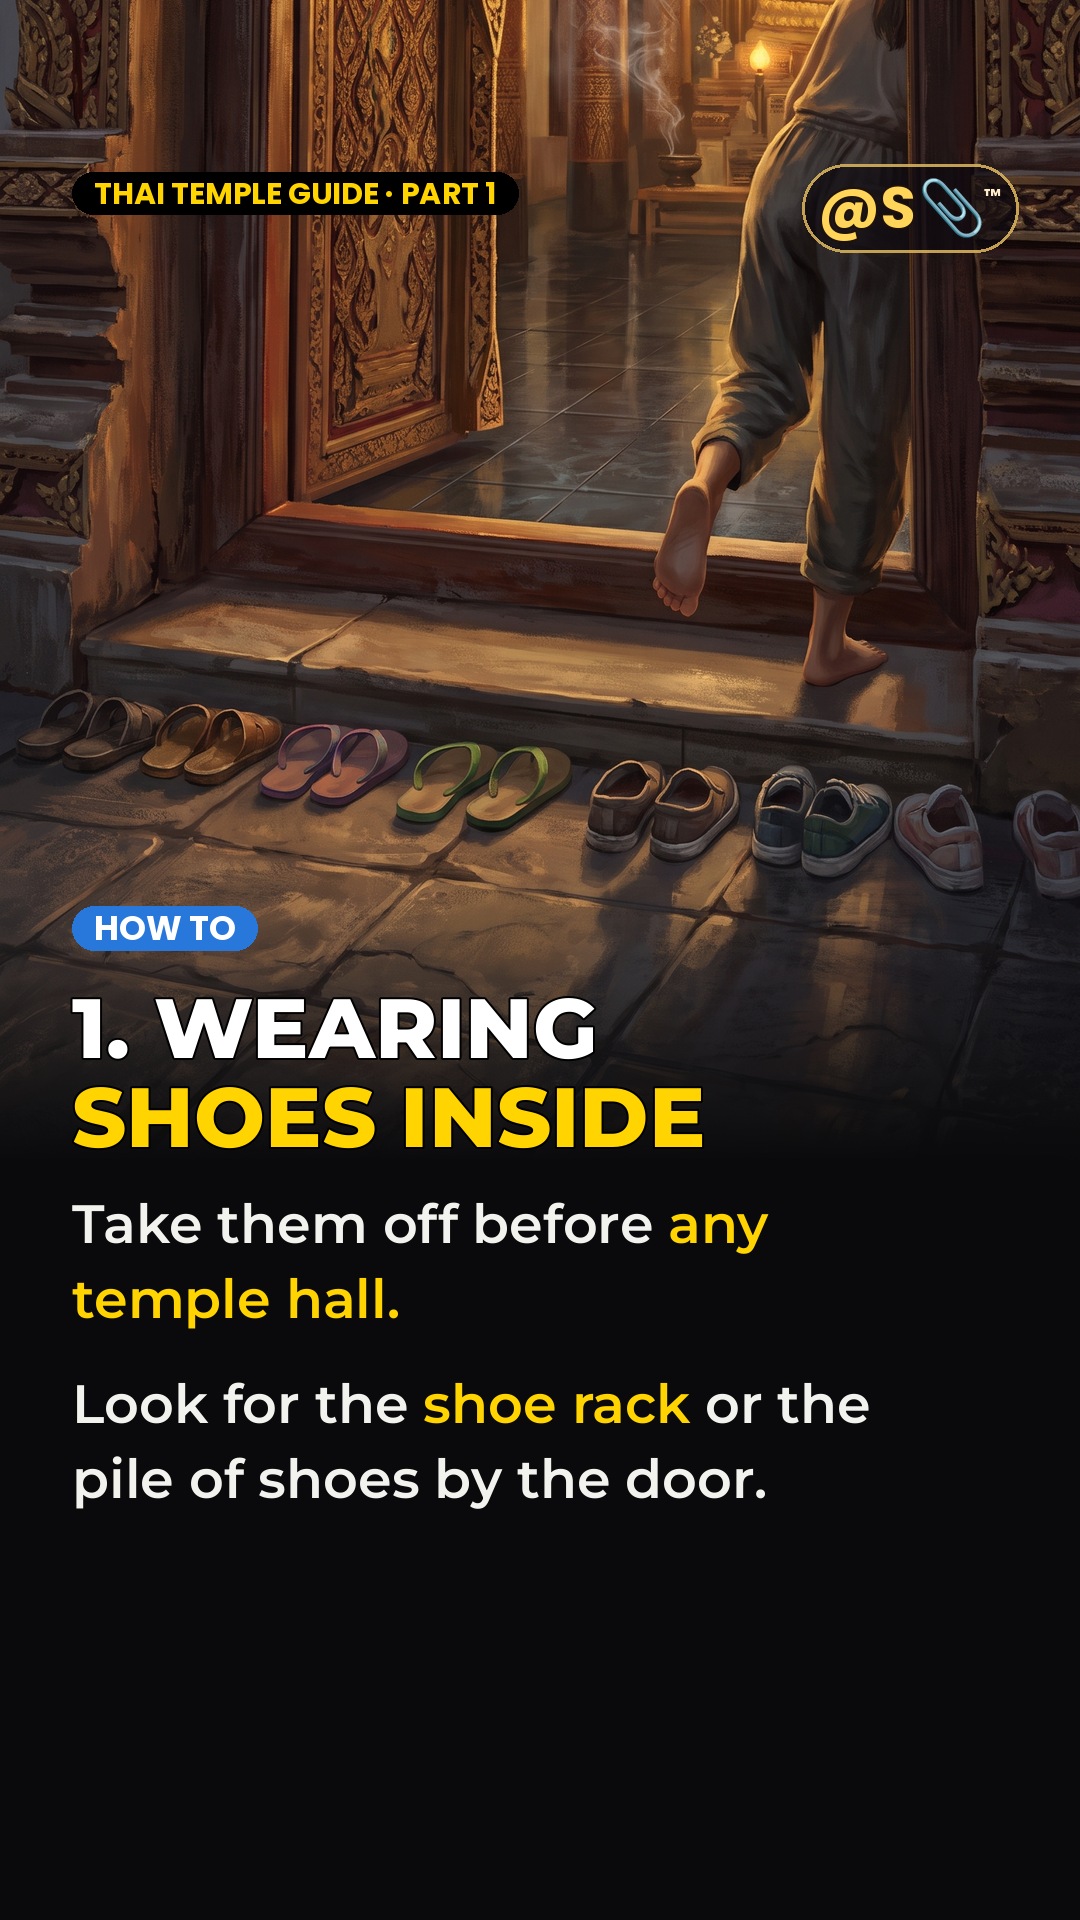 THAI TEMPLE GUIDE · PART 1
@S📎™
HOW TO
1. WEARING
SHOES INSIDE
Take them off before any
temple hall.
Look for the shoe rack or the
pile of shoes by the door.